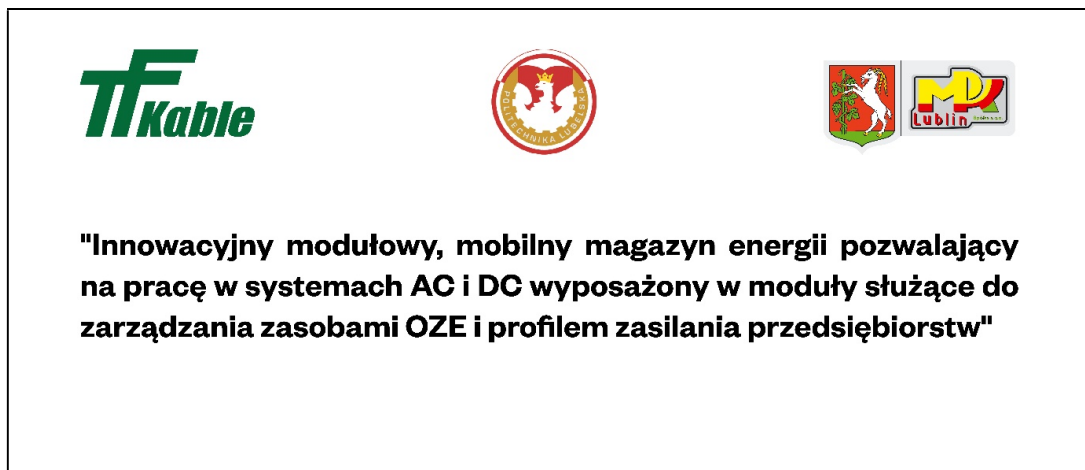 TF Kable
POLITECHNIKA LUBELSKA
MPK
Lublin
"Innowacyjny modułowy, mobilny magazyn energii pozwalający
na pracę w systemach AC i DC wyposażony w moduły służące do
zarządzania zasobami OZE i profilem zasilania przedsiębiorstw"